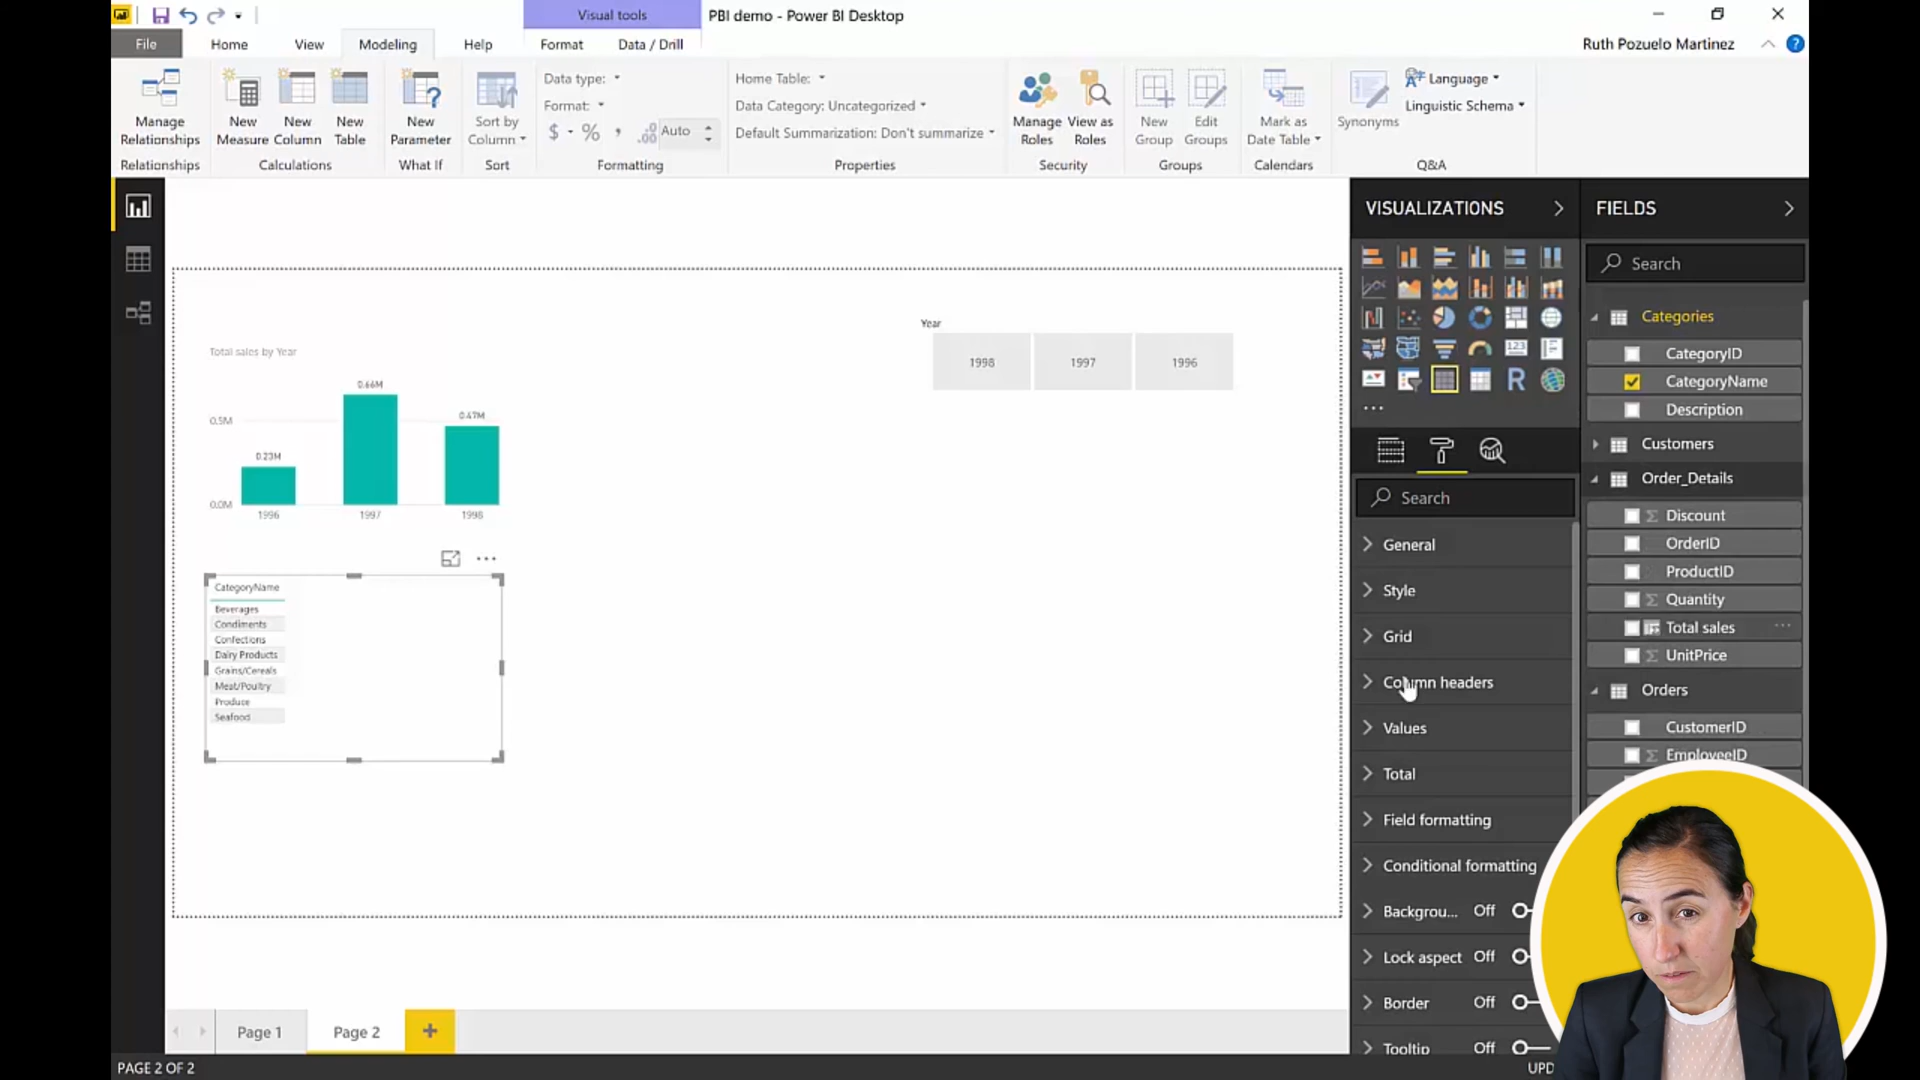 Visual tools
PBI demo - Power BI Desktop
File
Home
View
Modeling
Help
Format
Data / Drill
Ruth Pozuelo Martinez
?
Manage Relationships
New Measure
New Column
New Table
New Parameter
Sort by Column
Data type:
Format:
$ % , .00 Auto
Home Table:
Data Category: Uncategorized
Default Summarization: Don't summarize
Manage Roles
View as Roles
New Group
Edit Groups
Mark as Date Table
Synonyms
Language
Linguistic Schema
Relationships
Calculations
What If
Sort
Formatting
Properties
Security
Groups
Calendars
Q&A
Total sales by Year
0.5M
0.0M
0.23M
0.66M
0.47M
1996
1997
1998
Year
1998
1997
1996
CategoryName
Beverages
Condiments
Confections
Dairy Products
Grains/Cereals
Meat/Poultry
Produce
Seafood
VISUALIZATIONS
123
R
Search
General
Style
Grid
Column headers
Values
Total
Field formatting
Conditional formatting
Backgrou... Off
Lock aspect Off
Border Off
Tooltip Off
FIELDS
Search
Categories
CategoryID
CategoryName
Description
Customers
Order_Details
Discount
OrderID
ProductID
Quantity
Total sales
UnitPrice
Orders
CustomerID
EmployeeID
Page 1
Page 2
+
PAGE 2 OF 2
UPD